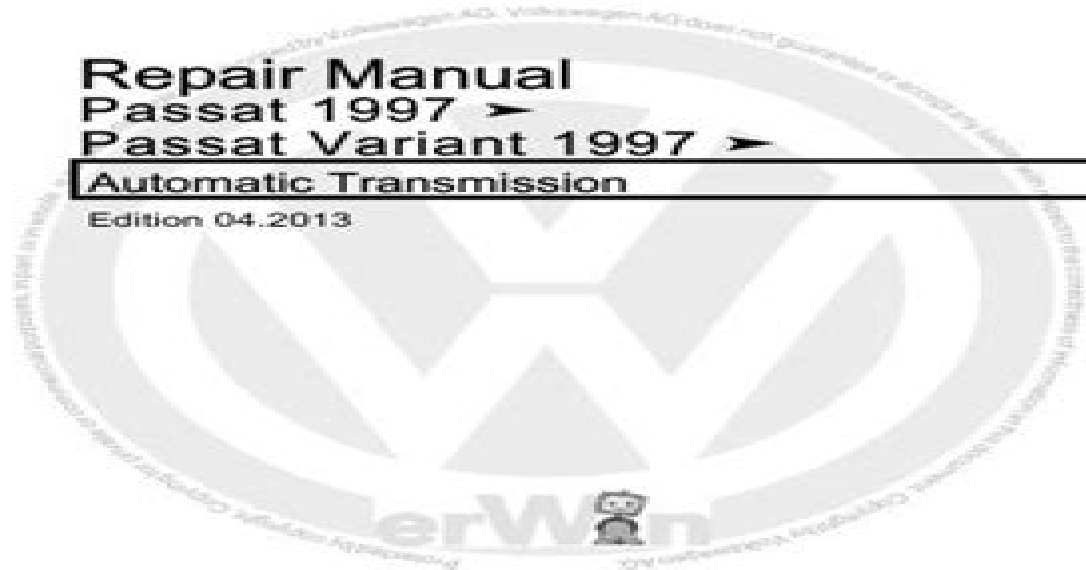 Repair Manual
Passat 1997 ➤
Passat Variant 1997 ➤
Automatic Transmission
Edition 04.2013
erWin